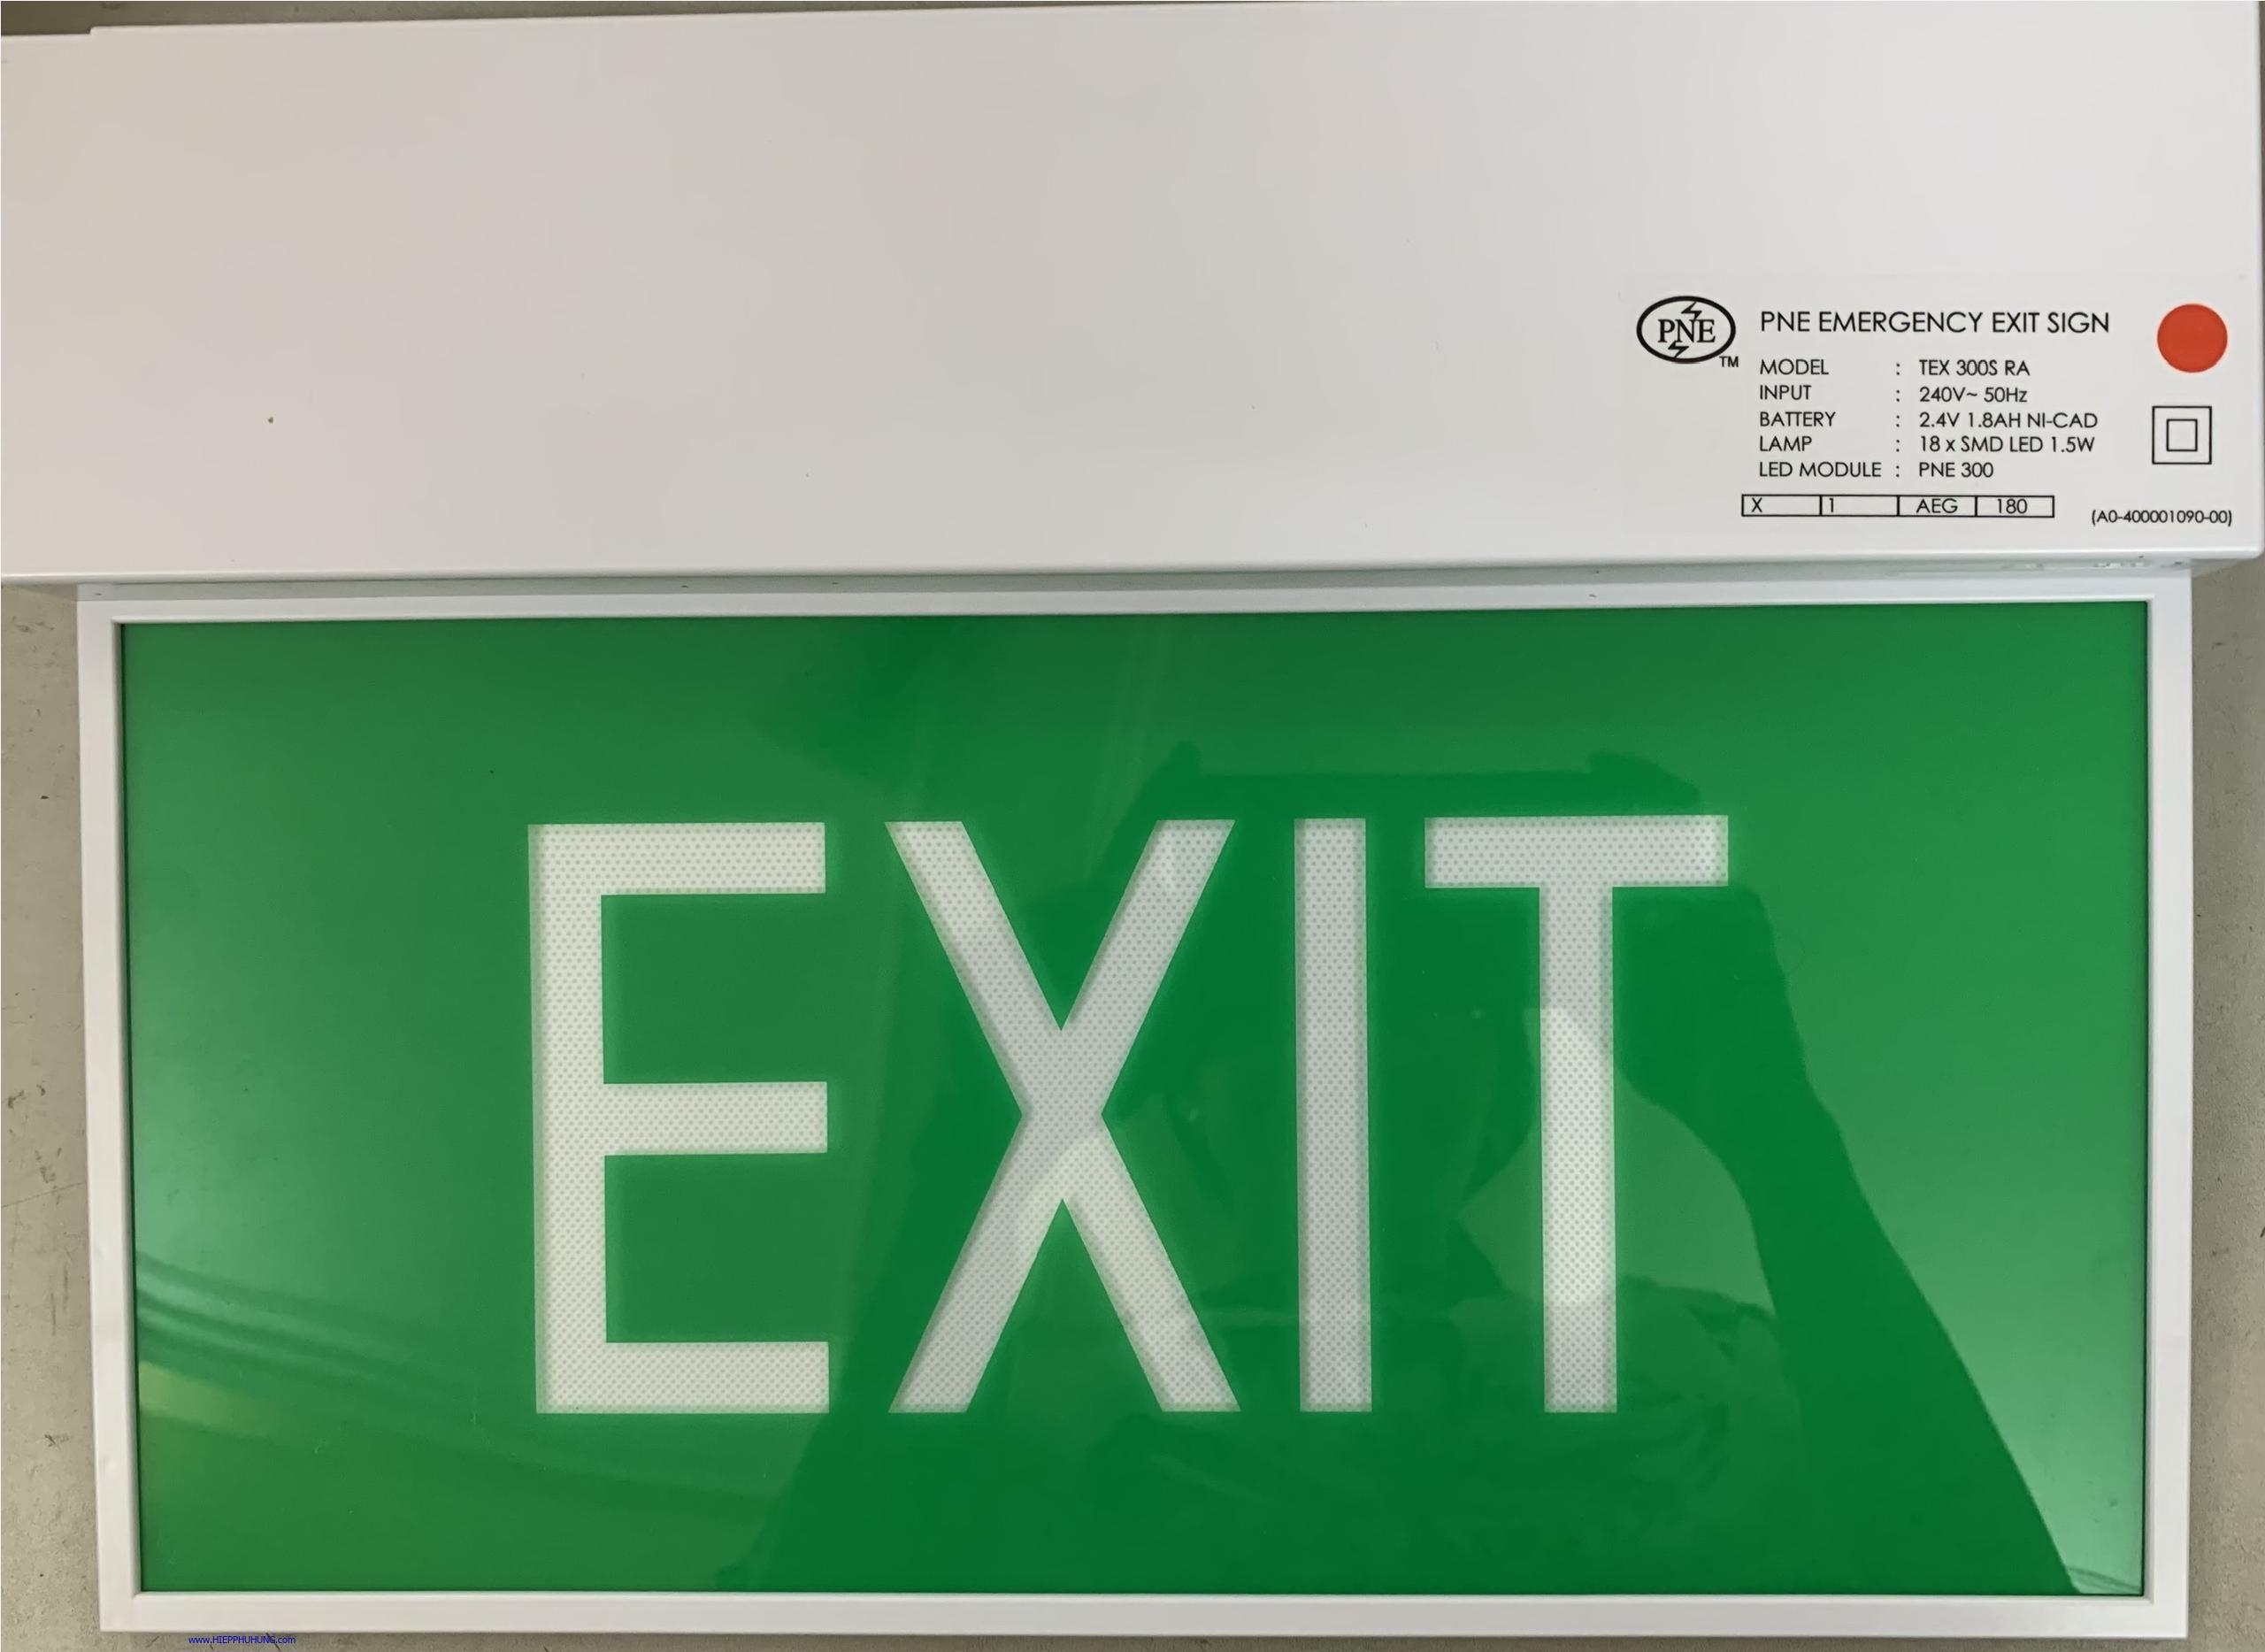 PNE
TM
PNE EMERGENCY EXIT SIGN
MODEL : TEX 300S RA
INPUT : 240V~ 50Hz
BATTERY : 2.4V 1.8AH NI-CAD
LAMP : 18 x SMD LED 1.5W
LED MODULE : PNE 300
X 1 AEG 180
(A0-400001090-00)
EXIT
www.HIEPPHUHUNG.com